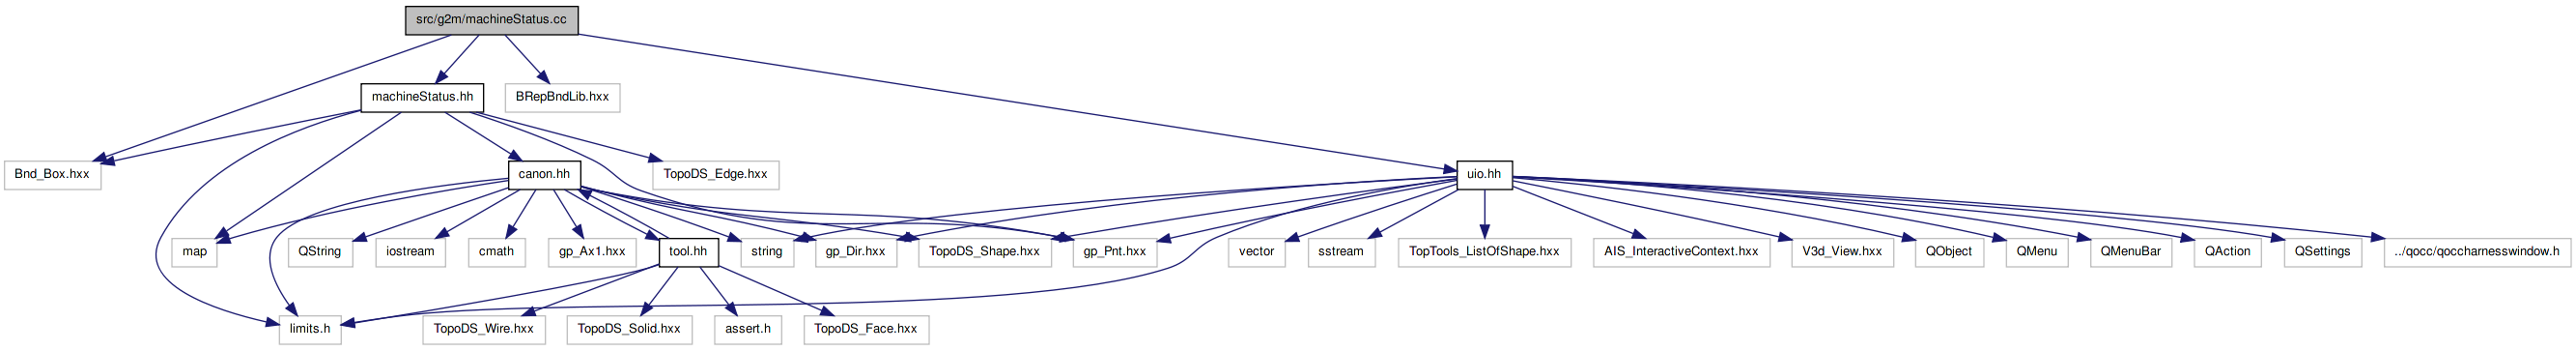 src/g2m/machineStatus.cc
machineStatus.hh
BRepBndLib.hxx
Bnd_Box.hxx
canon.hh
TopoDS_Edge.hxx
uio.hh
map
QString
iostream
cmath
gp_Ax1.hxx
tool.hh
string
gp_Dir.hxx
TopoDS_Shape.hxx
gp_Pnt.hxx
vector
sstream
TopTools_ListOfShape.hxx
AIS_InteractiveContext.hxx
V3d_View.hxx
QObject
QMenu
QMenuBar
QAction
QSettings
../qocc/qoccharnesswindow.h
limits.h
TopoDS_Wire.hxx
TopoDS_Solid.hxx
assert.h
TopoDS_Face.hxx